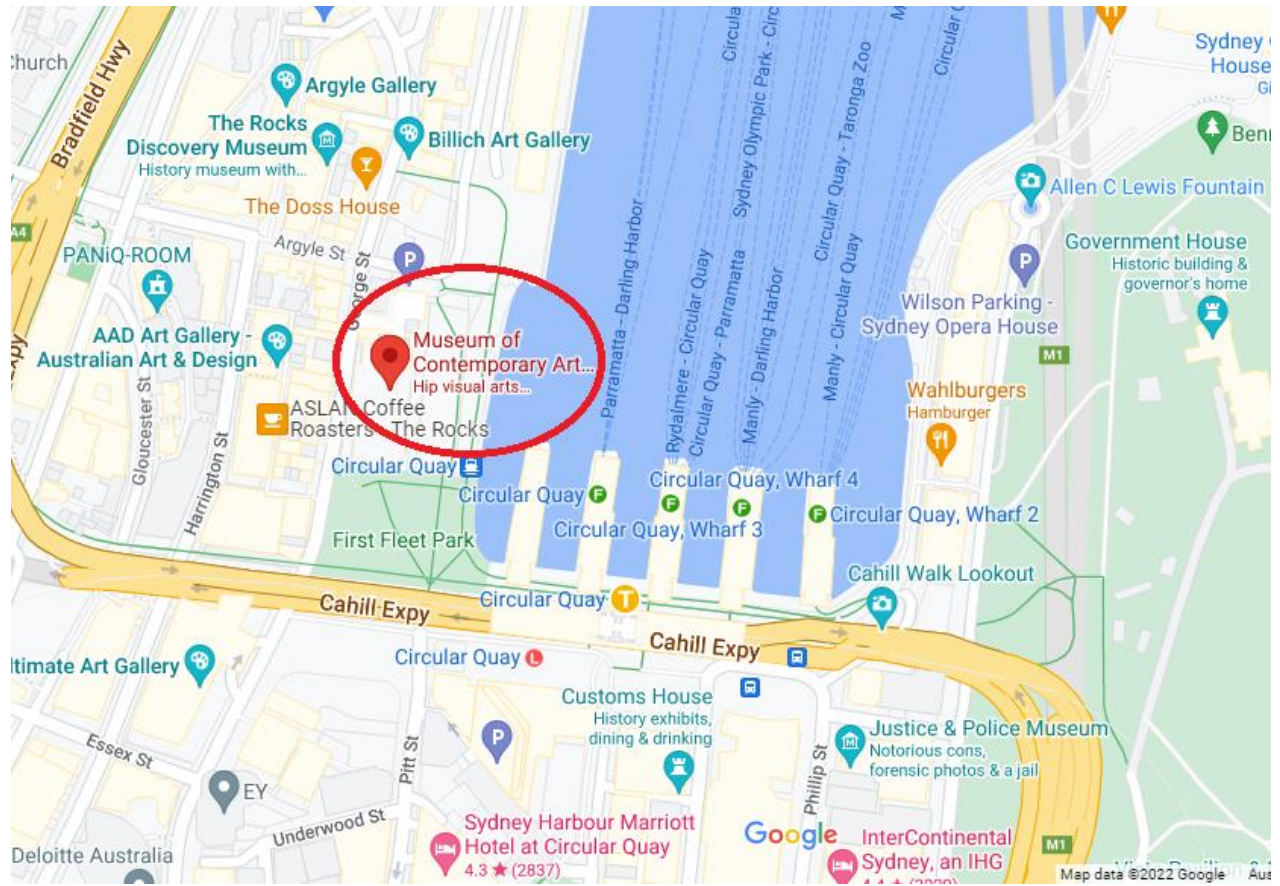 Bradfield Hwy
Church
Argyle Gallery
The Rocks
Discovery Museum
History museum with...
Billich Art Gallery
The Doss House
A4
PANiQ-ROOM
Argyle St
George St
P
AAD Art Gallery -
Australian Art & Design
Expy
Museum of
Contemporary Art...
Hip visual arts...
ASLAN Coffee
Roasters - The Rocks
Gloucester St
Harrington St
Circular Quay
First Fleet Park
Circular
Circular Quay
Parramatta - Darling Harbor
Rydalmere - Circular Quay
Circular Quay - Parramatta
Sydney Olympic Park - Circ
Manly - Darling Harbor
Circular Quay - Taronga Zoo
Manly - Circular Quay
Circular Q
Sydney
House
Benn
Allen C Lewis Fountain
Government House
Historic building &
governor's home
P
Wilson Parking -
Sydney Opera House
M1
Wahlburgers
Hamburger
Circular Quay
F
F
F
F
Circular Quay, Wharf 4
Circular Quay, Wharf 3
Circular Quay, Wharf 2
Cahill Walk Lookout
Circular Quay
T
Cahill Expy
Cahill Expy
Circular Quay
L
ltimate Art Gallery
Customs House
History exhibits,
dining & drinking
Justice & Police Museum
Notorious cons,
forensic photos & a jail
Essex St
Pitt St
P
Phillip St
EY
Underwood St
Deloitte Australia
Sydney Harbour Marriott
Hotel at Circular Quay
4.3 ★ (2837)
Google
InterContinental
Sydney, an IHG
M1
Map data ©2022 Google
Aus